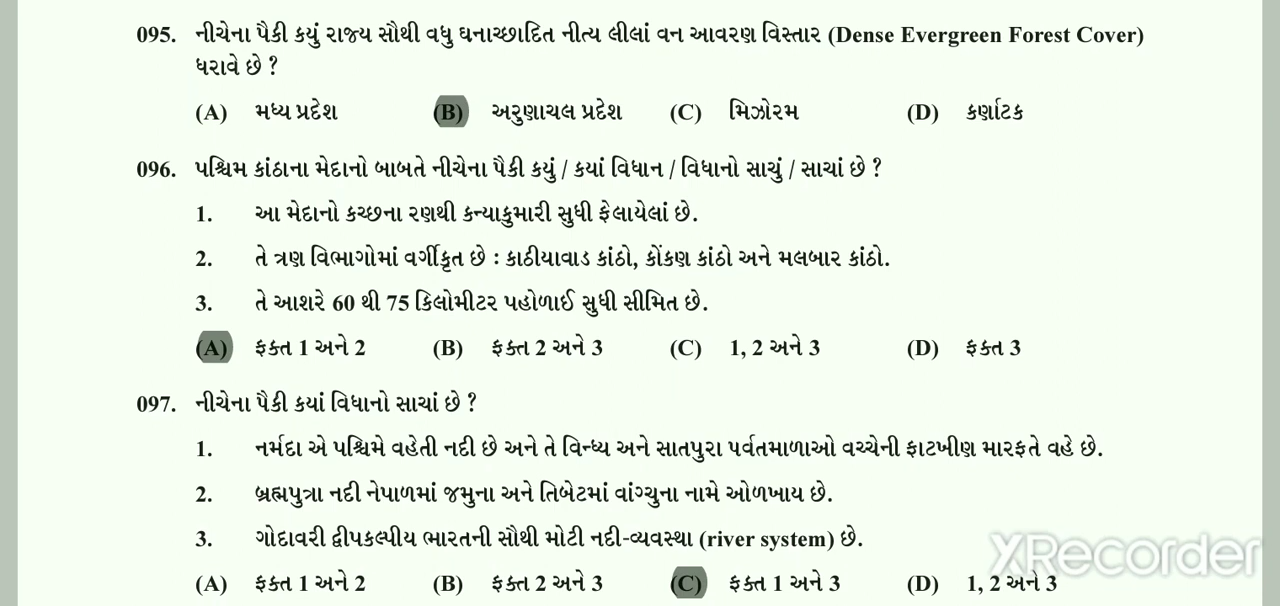 095. નીચેના પૈકી કયું રાજ્ય સૌથી વધુ ઘનાચ્છાદિત નીત્ય લીલાં વન આવરણ વિસ્તાર (Dense Evergreen Forest Cover)
ધરાવે છે ?
(A) મધ્ય પ્રદેશ (B) અરુણાચલ પ્રદેશ (C) મિઝોરમ (D) કર્ણાટક
096. પશ્ચિમ કાંઠાના મેદાનો બાબતે નીચેના પૈકી કયું / કયાં વિધાન / વિધાનો સાચું / સાચાં છે ?
1. આ મેદાનો કચ્છના રણથી કન્યાકુમારી સુધી ફેલાયેલાં છે.
2. તે ત્રણ વિભાગોમાં વર્ગીકૃત છે : કાઠીયાવાડ કાંઠો, કોંકણ કાંઠો અને મલબાર કાંઠો.
3. તે આશરે 60 થી 75 કિલોમીટર પહોળાઈ સુધી સીમિત છે.
(A) ફક્ત 1 અને 2 (B) ફક્ત 2 અને 3 (C) 1, 2 અને 3 (D) ફક્ત 3
097. નીચેના પૈકી કયાં વિધાનો સાચાં છે ?
1. નર્મદા એ પશ્ચિમે વહેતી નદી છે અને તે વિન્ધ્ય અને સાતપુરા પર્વતમાળાઓ વચ્ચેની ફાટખીણ મારફતે વહે છે.
2. બ્રહ્મપુત્રા નદી નેપાળમાં જમુના અને તિબેટમાં વાંગ્ચુના નામે ઓળખાય છે.
3. ગોદાવરી દ્વીપકલ્પીય ભારતની સૌથી મોટી નદી-વ્યવસ્થા (river system) છે.
(A) ફક્ત 1 અને 2 (B) ફક્ત 2 અને 3 (C) ફક્ત 1 અને 3 (D) 1, 2 અને 3
XRecorder